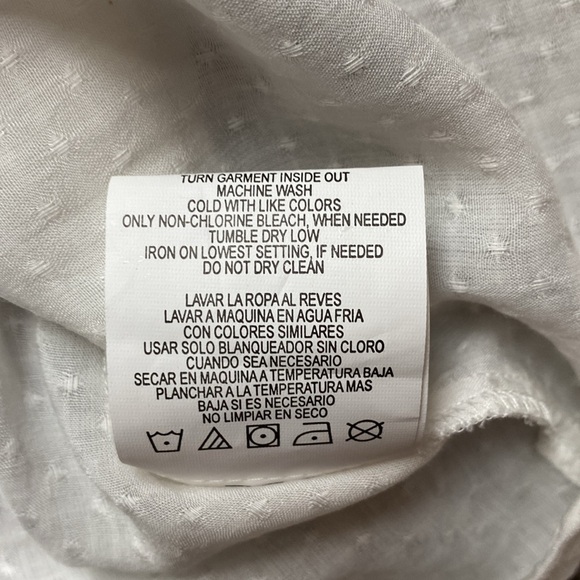 TURN GARMENT INSIDE OUT
MACHINE WASH
COLD WITH LIKE COLORS
ONLY NON-CHLORINE BLEACH, WHEN NEEDED
TUMBLE DRY LOW
IRON ON LOWEST SETTING, IF NEEDED
DO NOT DRY CLEAN
LAVAR LA ROPA AL REVES
LAVAR A MAQUINA EN AGUA FRIA
CON COLORES SIMILARES
USAR SOLO BLANQUEADOR SIN CLORO
CUANDO SEA NECESARIO
SECAR EN MAQUINA A TEMPERATURA BAJA
PLANCHAR A LA TEMPERATURA MAS
BAJA SI ES NECESARIO
NO LIMPIAR EN SECO